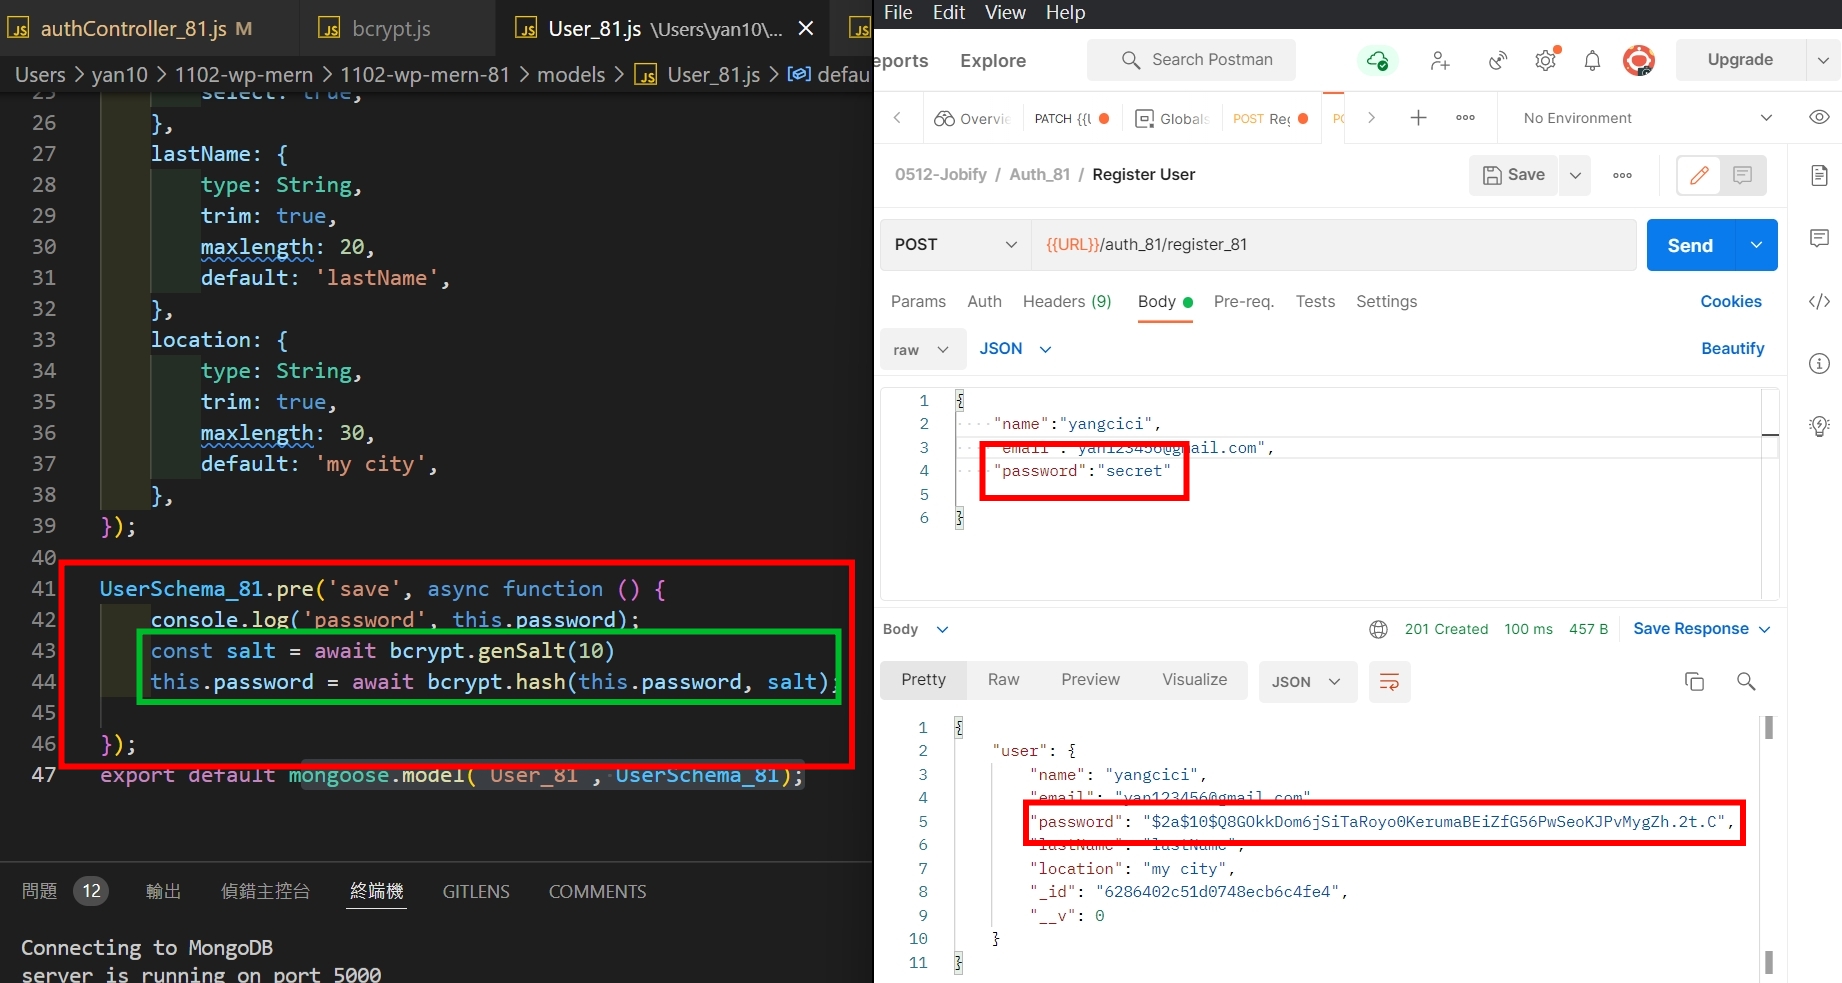 authController_81.js M
bcrypt.js
User_81.js \Users\yan10\...
Users > yan10 > 1102-wp-mern > 1102-wp-mern-81 > models > User_81.js > defau
25 select: true,
26 },
27 lastName: {
28 type: String,
29 trim: true,
30 maxlength: 20,
31 default: 'lastName',
32 },
33 location: {
34 type: String,
35 trim: true,
36 maxlength: 30,
37 default: 'my city',
38 },
39 });
40
41 UserSchema_81.pre('save', async function () {
42 console.log('password', this.password);
43 const salt = await bcrypt.genSalt(10)
44 this.password = await bcrypt.hash(this.password, salt);
45
46 });
47 export default mongoose.model('User_81', UserSchema_81);
問題 12 輸出 偵錯主控台 終端機 GITLENS COMMENTS
Connecting to MongoDB
server is running on port 5000
File Edit View Help
eports Explore Search Postman Upgrade
Overvie PATCH {{U Globals POST Reg PO No Environment
0512-Jobify / Auth_81 / Register User Save
POST {{URL}}/auth_81/register_81 Send
Params Auth Headers (9) Body Pre-req. Tests Settings Cookies
raw JSON Beautify
1 {
2 "name":"yangcici",
3 "email":"yan123456@gmail.com",
4 "password":"secret"
5
6 }
Body 201 Created 100 ms 457 B Save Response
Pretty Raw Preview Visualize JSON
1 {
2 "user": {
3 "name": "yangcici",
4 "email": "yan123456@gmail.com",
5 "password": "$2a$10$Q8GOkkDom6jSiTaRoyo0KerumaBEiZfG56PwSeoKJPvMygZh.2t.C",
6 "lastName": "lastName",
7 "location": "my city",
8 "_id": "6286402c51d0748ecb6c4fe4",
9 "__v": 0
10 }
11 }